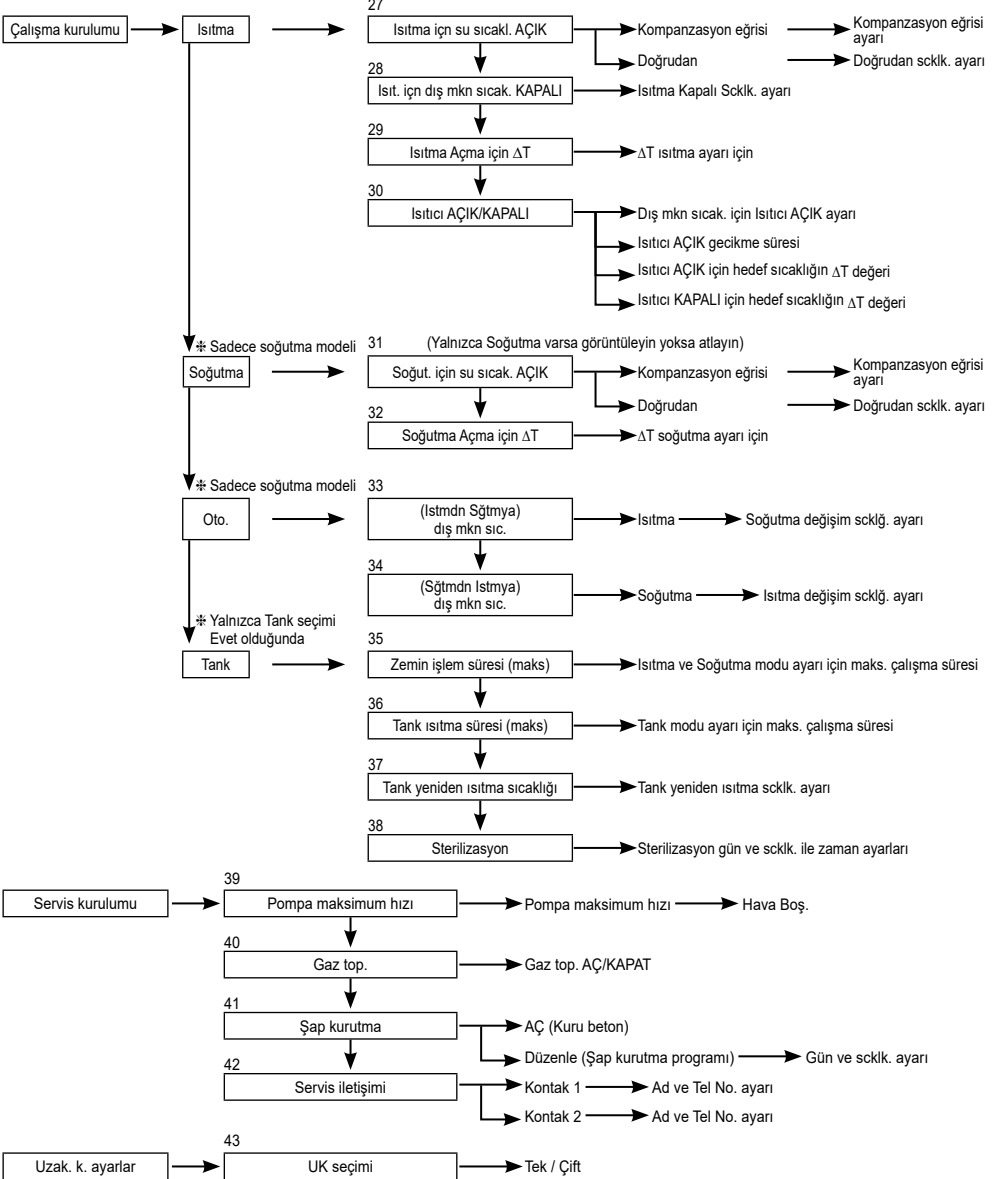 27
Çalışma kurulumu
Isıtma
Isıtma içn su sıcakl. AÇIK
Kompanzasyon eğrisi
Kompanzasyon eğrisi
ayarı
Doğrudan
Doğrudan scklk. ayarı
28
Isıt. içn dış mkn sıcak. KAPALI
Isıtma Kapalı Scklk. ayarı
29
Isıtma Açma için ∆T
∆T ısıtma ayarı için
30
Isıtıcı AÇIK/KAPALI
Dış mkn sıcak. için Isıtıcı AÇIK ayarı
Isıtıcı AÇIK gecikme süresi
Isıtıcı AÇIK için hedef sıcaklığın ∆T değeri
Isıtıcı KAPALI için hedef sıcaklığın ∆T değeri
❈ Sadece soğutma modeli
31
(Yalnızca Soğutma varsa görüntüleyin yoksa atlayın)
Soğutma
Soğut. için su sıcak. AÇIK
Kompanzasyon eğrisi
Kompanzasyon eğrisi
ayarı
Doğrudan
Doğrudan scklk. ayarı
32
Soğutma Açma için ∆T
∆T soğutma ayarı için
❈ Sadece soğutma modeli
33
Oto.
(Istmdn Sğtmya)
dış mkn sıc.
Isıtma
Soğutma değişim scklğ. ayarı
34
(Sğtmdn Istmya)
dış mkn sıc.
Soğutma
Isıtma değişim scklğ. ayarı
❈ Yalnızca Tank seçimi
Evet olduğunda
35
Tank
Zemin işlem süresi (maks)
Isıtma ve Soğutma modu ayarı için maks. çalışma süresi
36
Tank ısıtma süresi (maks)
Tank modu ayarı için maks. çalışma süresi
37
Tank yeniden ısıtma sıcaklığı
Tank yeniden ısıtma scklk. ayarı
38
Sterilizasyon
Sterilizasyon gün ve scklk. ile zaman ayarları
39
Servis kurulumu
Pompa maksimum hızı
Pompa maksimum hızı
Hava Boş.
40
Gaz top.
Gaz top. AÇ/KAPAT
41
Şap kurutma
AÇ (Kuru beton)
Düzenle (Şap kurutma programı)
Gün ve scklk. ayarı
42
Servis iletişimi
Kontak 1
Ad ve Tel No. ayarı
Kontak 2
Ad ve Tel No. ayarı
43
Uzak. k. ayarlar
UK seçimi
Tek / Çift